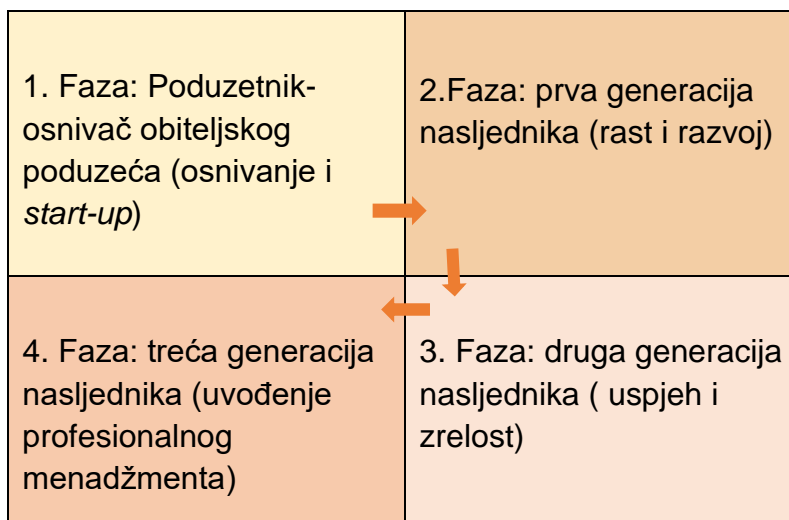 1. Faza: Poduzetnik-
osnivač obiteljskog
poduzeća (osnivanje i
start-up)
2.Faza: prva generacija
nasljednika (rast i razvoj)
3. Faza: druga generacija
nasljednika ( uspjeh i
zrelost)
4. Faza: treća generacija
nasljednika (uvođenje
profesionalnog
menadžmenta)